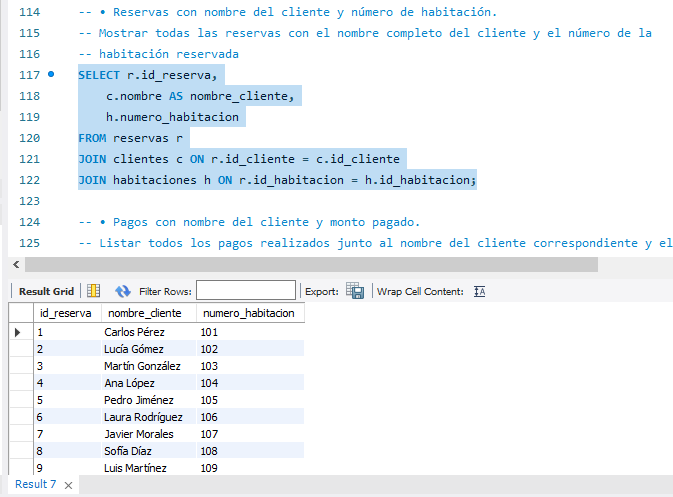 114 -- • Reservas con nombre del cliente y número de habitación.
115 -- Mostrar todas las reservas con el nombre completo del cliente y el número de la
116 -- habitación reservada
117 SELECT r.id_reserva,
118 c.nombre AS nombre_cliente,
119 h.numero_habitacion
120 FROM reservas r
121 JOIN clientes c ON r.id_cliente = c.id_cliente
122 JOIN habitaciones h ON r.id_habitacion = h.id_habitacion;
123
124 -- • Pagos con nombre del cliente y monto pagado.
125 -- Listar todos los pagos realizados junto al nombre del cliente correspondiente y el
Result Grid Filter Rows: Export: Wrap Cell Content:
id_reserva nombre_cliente numero_habitacion
1 Carlos Pérez 101
2 Lucía Gómez 102
3 Martín González 103
4 Ana López 104
5 Pedro Jiménez 105
6 Laura Rodríguez 106
7 Javier Morales 107
8 Sofía Díaz 108
9 Luis Martínez 109
Result 7